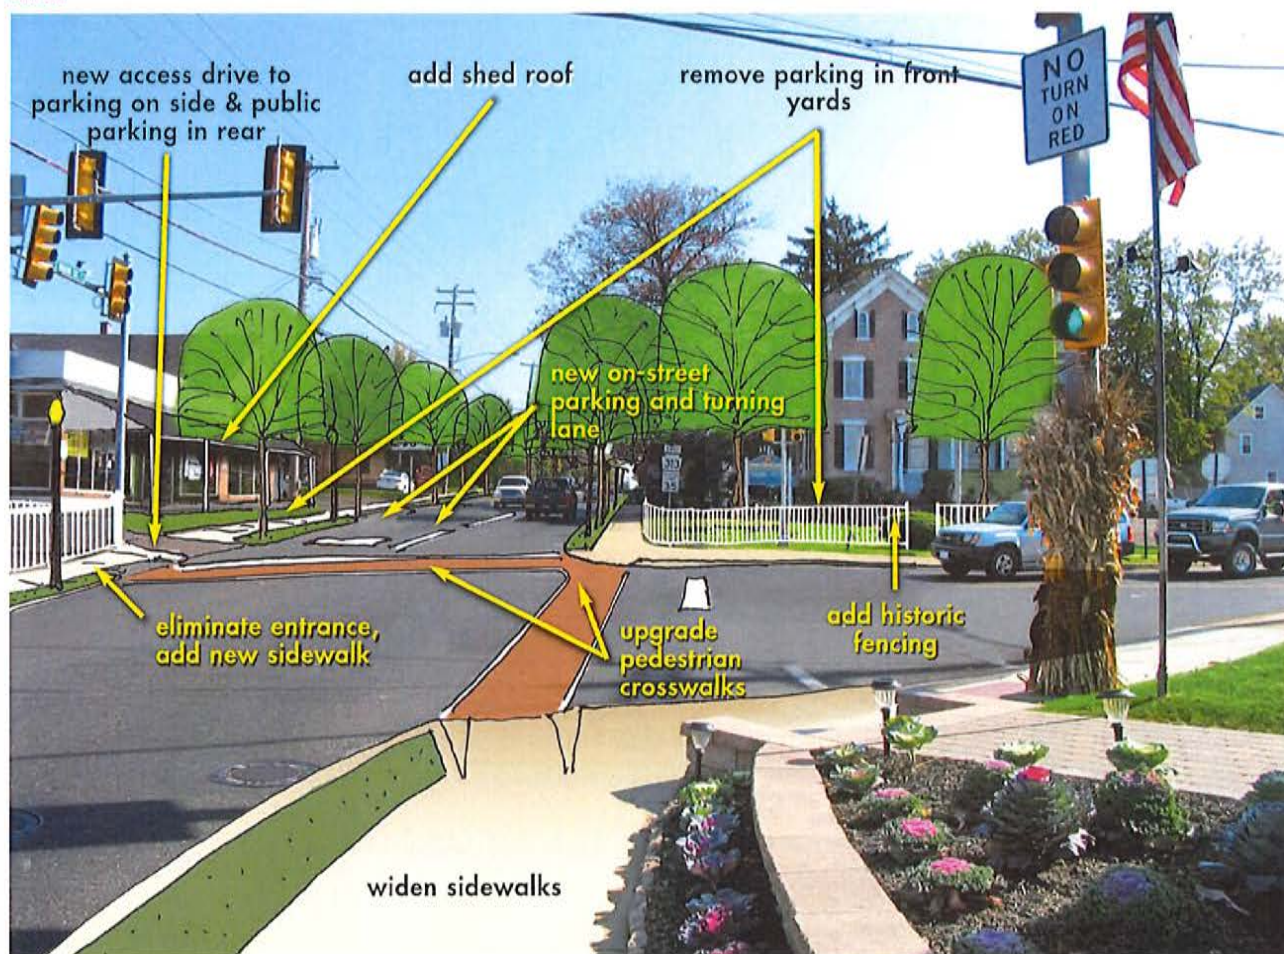 new access drive to
parking on side & public
parking in rear
add shed roof
remove parking in front
yards
NO
TURN
ON
RED
new on-street
parking and turning
lane
313
eliminate entrance,
add new sidewalk
upgrade
pedestrian
crosswalks
add historic
fencing
widen sidewalks